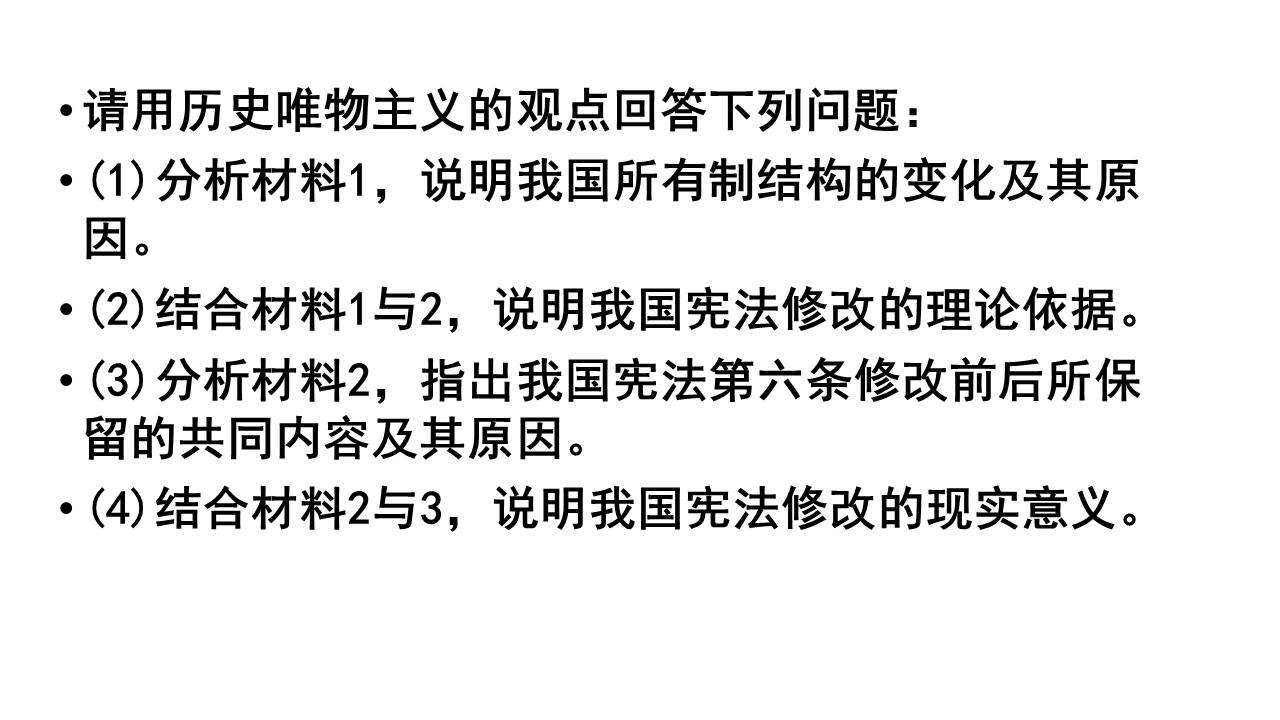 •请用历史唯物主义的观点回答下列问题：
•(1)分析材料1，说明我国所有制结构的变化及其原
因。
•(2)结合材料1与2，说明我国宪法修改的理论依据。
•(3)分析材料2，指出我国宪法第六条修改前后所保
留的共同内容及其原因。
•(4)结合材料2与3，说明我国宪法修改的现实意义。